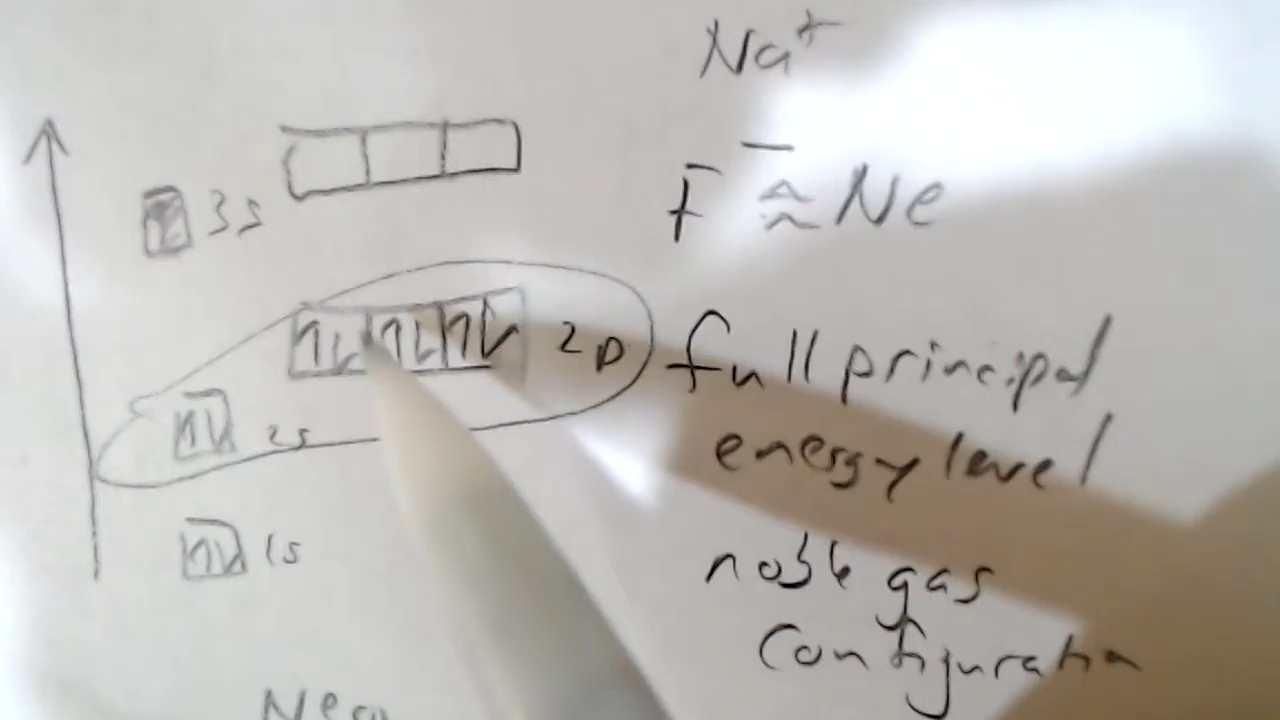 Na⁺
F⁻ ≈ Ne
3s
2p
full principal
energy level
2s
1s
noble gas
configuration